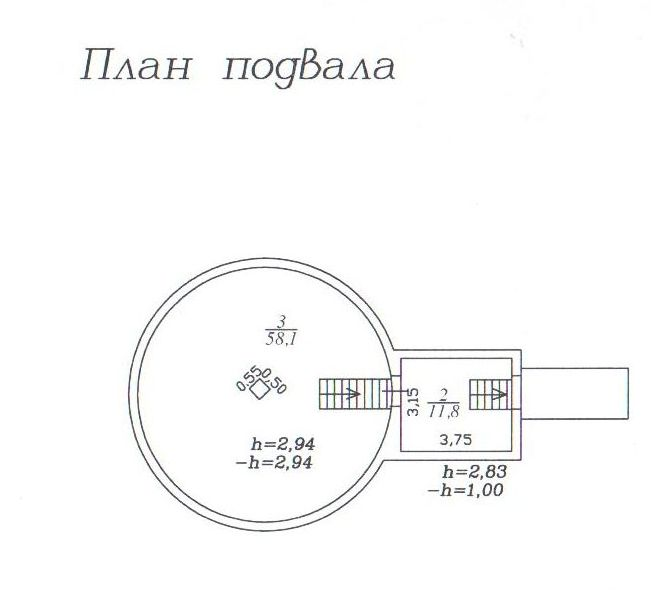 План подвала
3
58,1
0,55 0,50
3,15
2
11,8
3,75
h=2,94
-h=2,94
h=2,83
-h=1,00